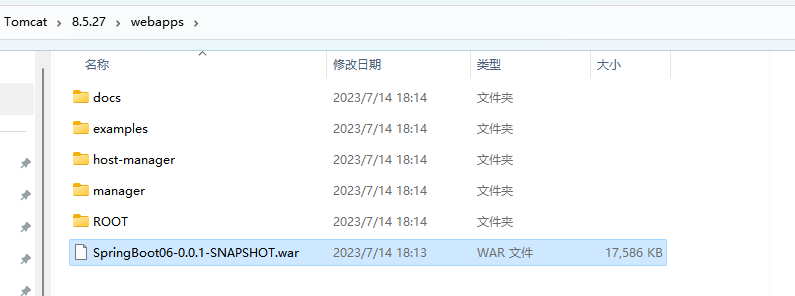 Tomcat > 8.5.27 > webapps >
名称 修改日期 类型 大小
docs 2023/7/14 18:14 文件夹
examples 2023/7/14 18:14 文件夹
host-manager 2023/7/14 18:14 文件夹
manager 2023/7/14 18:14 文件夹
ROOT 2023/7/14 18:14 文件夹
SpringBoot06-0.0.1-SNAPSHOT.war 2023/7/14 18:13 WAR 文件 17,586 KB